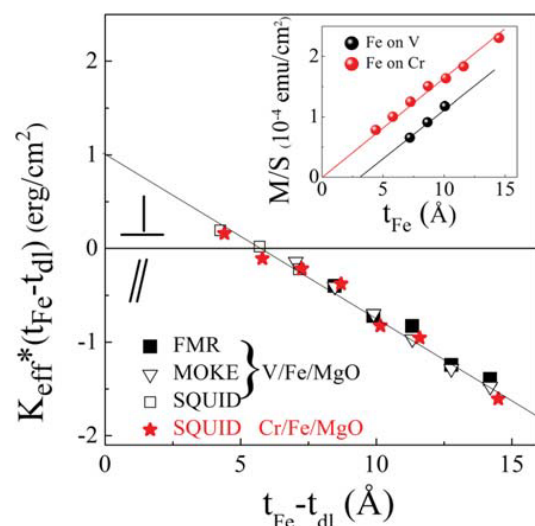 K_eff*(t_Fe-t_dl) (erg/cm²)
2
1
0
-1
-2
⊥
//
M/S (10⁻⁴ emu/cm²)
2
1
0
Fe on V
Fe on Cr
0 5 10 15
t_Fe (Å)
FMR
MOKE } V/Fe/MgO
SQUID
SQUID Cr/Fe/MgO
0 5 10 15
t_Fe-t_dl (Å)